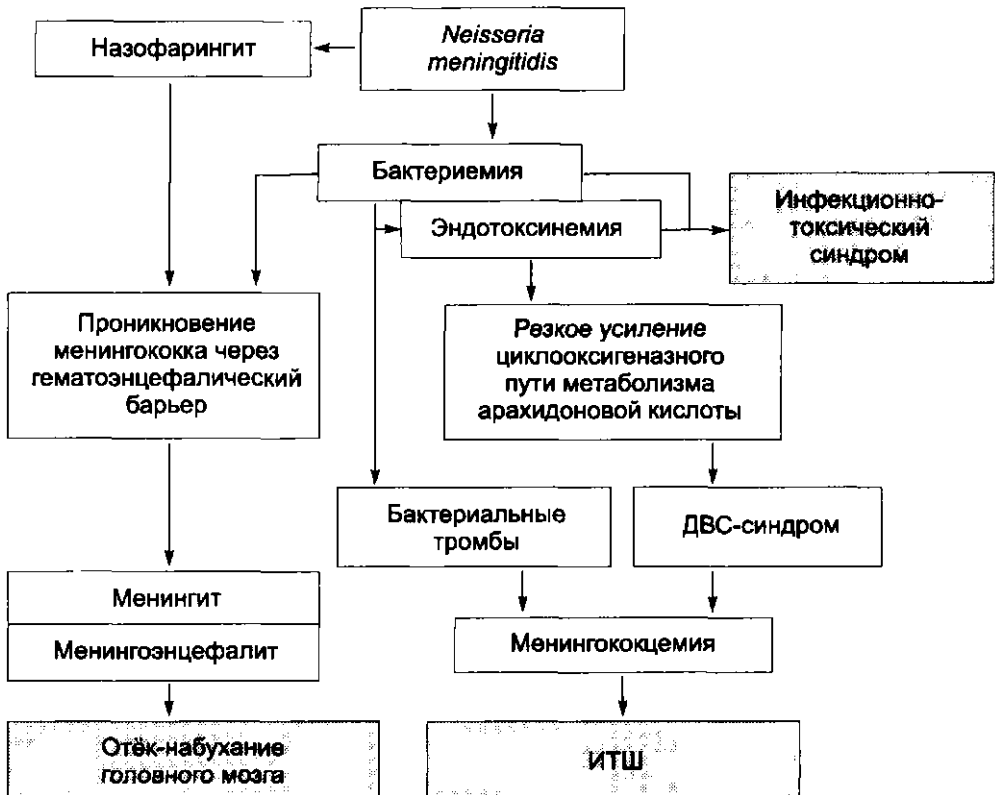 Назофарингит
Neisseria
meningitidis
Бактериемия
Эндотоксинемия
Инфекционно-
токсический
синдром
Проникновение
менингококка через
гематоэнцефалический
барьер
Резкое усиление
циклооксигеназного
пути метаболизма
арахидоновой кислоты
Бактериальные
тромбы
ДВС-синдром
Менингит
Менингоэнцефалит
Менингококцемия
Отёк-набухание
головного мозга
ИТШ